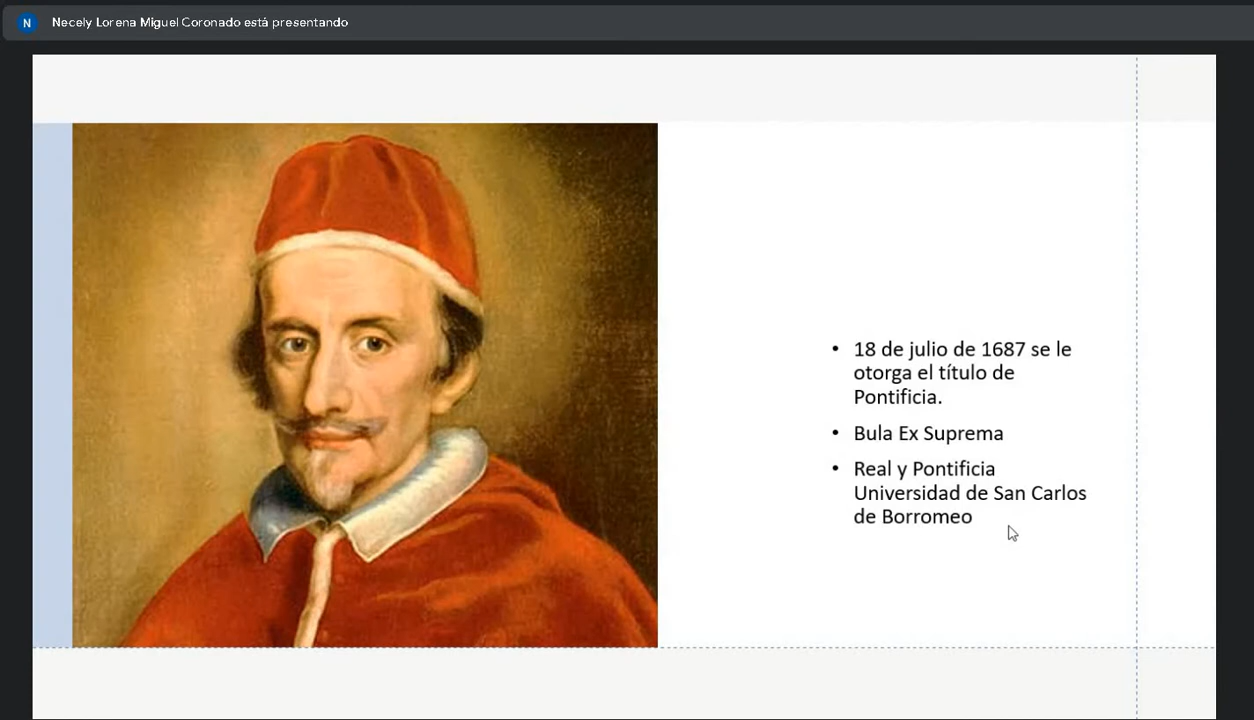 N
Necely Lorena Miguel Coronado está presentando
• 18 de julio de 1687 se le
otorga el título de
Pontificia.
• Bula Ex Suprema
• Real y Pontificia
Universidad de San Carlos
de Borromeo